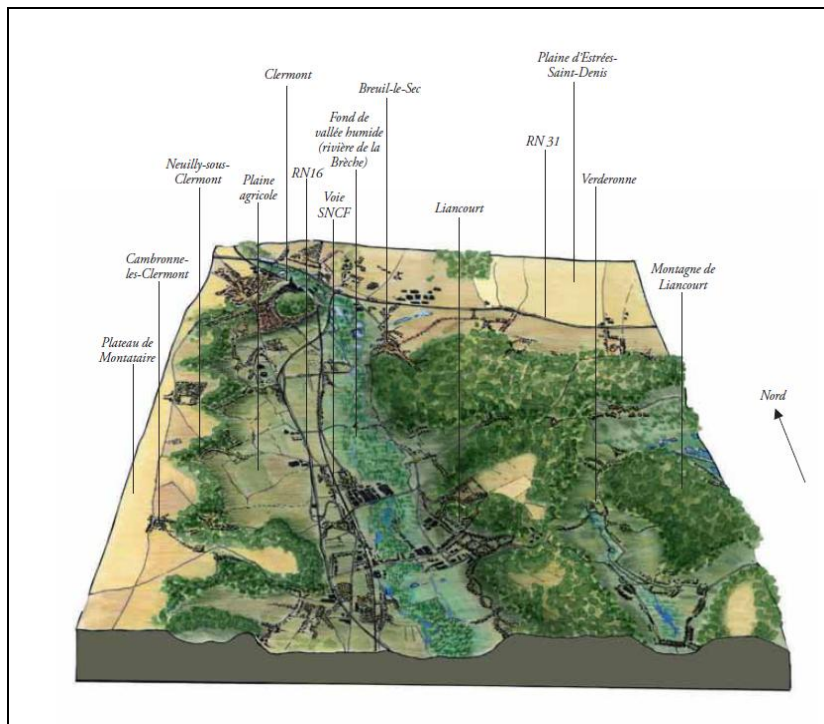 Plaine d'Estrées-
Saint-Denis
Clermont
Breuil-le-Sec
Fond de
vallée humide
(rivière de la
Brèche)
RN 31
Neuilly-sous-
Clermont
Plaine
agricole
RN16
Verderonne
Voie
SNCF
Liancourt
Cambronne-
les-Clermont
Montagne de
Liancourt
Plateau de
Montataire
Nord